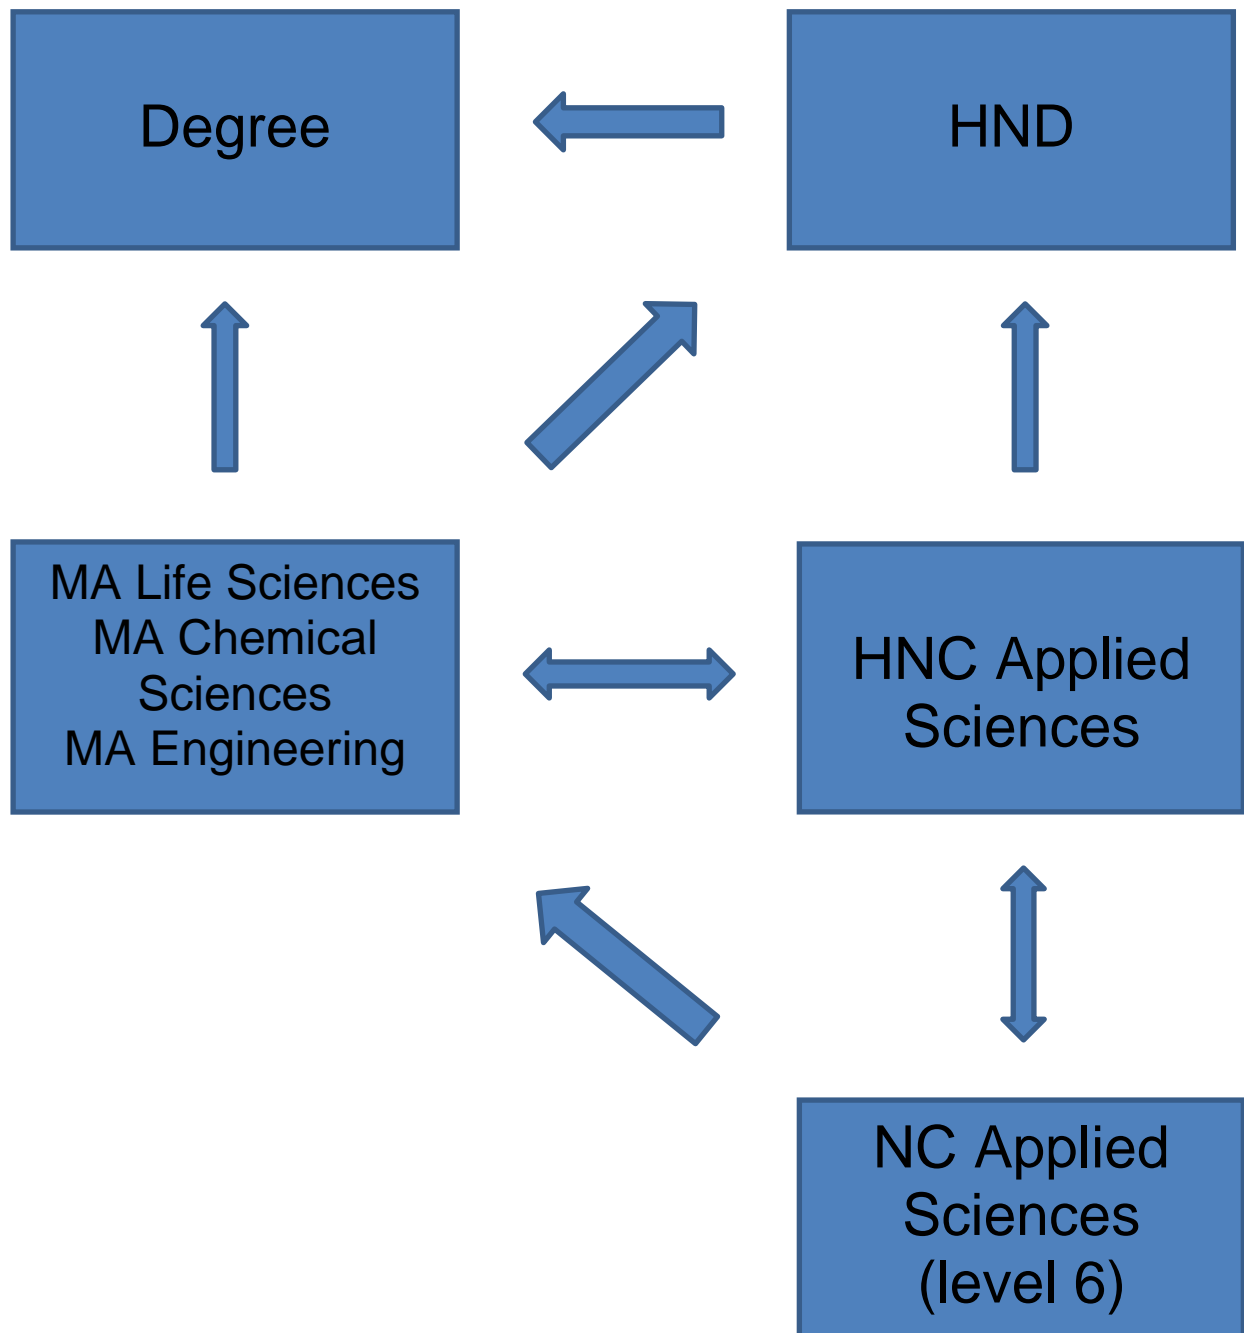 Degree
HND
MA Life Sciences
MA Chemical
Sciences
MA Engineering
HNC Applied
Sciences
NC Applied
Sciences
(level 6)